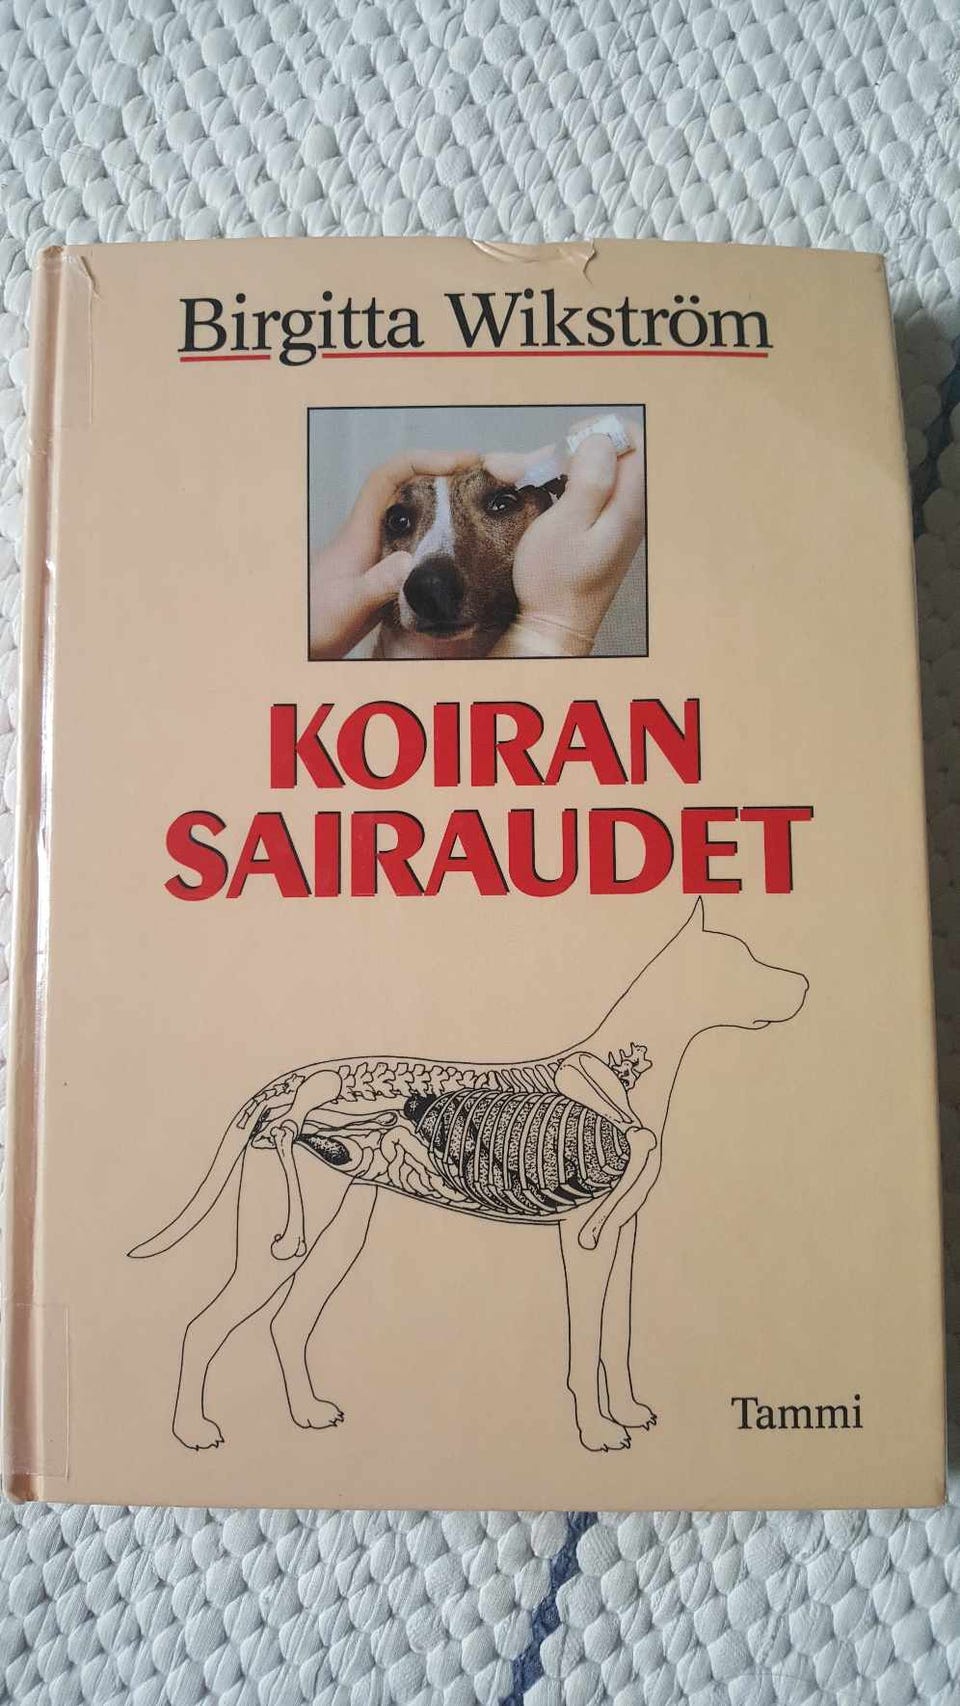 Birgitta Wikström
KOIRAN
SAIRAUDET
Tammi